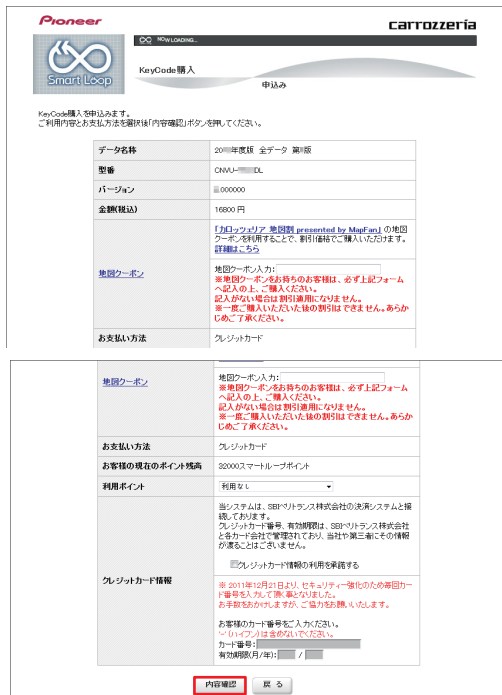 Pioneer
carrozzeria
NOW LOADING...
Smart Loop
KeyCode購入
申込み
KeyCode購入を申込みます。
ご利用内容とお支払方法を選択後「内容確認」ボタンを押してください。
データ名称
20 年度版 全データ 第 版
型番
CNVU- DL
バージョン
.000000
金額(税込)
16800 円
地図クーポン
「カロッツェリア 地図割 presented by MapFan」の地図
クーポンを利用することで、割引価格でご購入いただけます。
詳細はこちら
地図クーポン入力:
※地図クーポンをお持ちのお客様は、必ず上記フォーム
へ記入の上、ご購入ください。
記入がない場合は割引適用になりません。
※一度ご購入いただいた後の割引はできません。あらか
じめご了承ください。
お支払い方法
クレジットカード
地図クーポン
地図クーポン入力:
※地図クーポンをお持ちのお客様は、必ず上記フォーム
へ記入の上、ご購入ください。
記入がない場合は割引適用になりません。
※一度ご購入いただいた後の割引はできません。あらか
じめご了承ください。
お支払い方法
クレジットカード
お客様の現在のポイント残高
32000スマートループポイント
利用ポイント
利用なし
クレジットカード情報
当システムは、SBIベリトランス株式会社の決済システムと接
続しております。
クレジットカード番号、有効期限は、SBIベリトランス株式会社
と各カード会社で管理されており、当社や第三者にその情報
が渡ることはございません。
クレジットカード情報の利用を承諾する
※ 2011年12月21日より、セキュリティー強化のため毎回カー
ド番号を入力して頂く事となりました。
お手数をおかけしますが、ご協力をお願いいたします。
お客様のカード番号をご入力ください。
'-' (ハイフン)は含めないでください。
カード番号:
有効期限(月/年): /
内容確認
戻 る